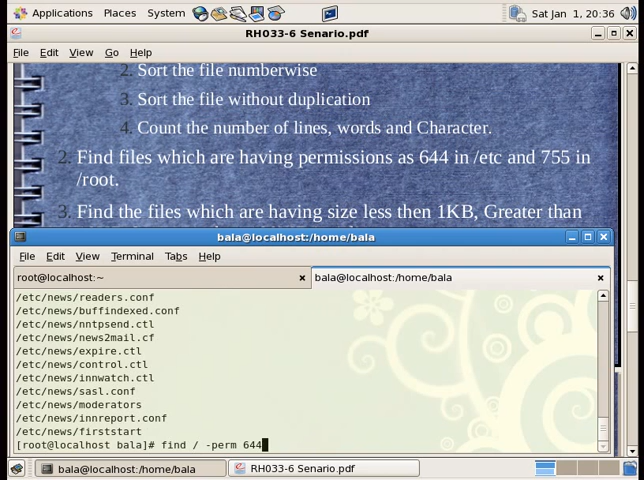 Applications Places System
Sat Jan 1, 20:36
RH033-6 Senario.pdf
File Edit View Go Help
2. Sort the file numberwise
3. Sort the file without duplication
4. Count the number of lines, words and Character.
2. Find files which are having permissions as 644 in /etc and 755 in
/root.
3. Find the files which are having size less then 1KB, Greater than
bala@localhost:/home/bala
File Edit View Terminal Tabs Help
root@localhost:~
bala@localhost:/home/bala
/etc/news/readers.conf
/etc/news/buffindexed.conf
/etc/news/nntpsend.ctl
/etc/news/news2mail.cf
/etc/news/expire.ctl
/etc/news/control.ctl
/etc/news/innwatch.ctl
/etc/news/sasl.conf
/etc/news/moderators
/etc/news/innreport.conf
/etc/news/firststart
[root@localhost bala]# find / -perm 644
bala@localhost:/home/bala
RH033-6 Senario.pdf